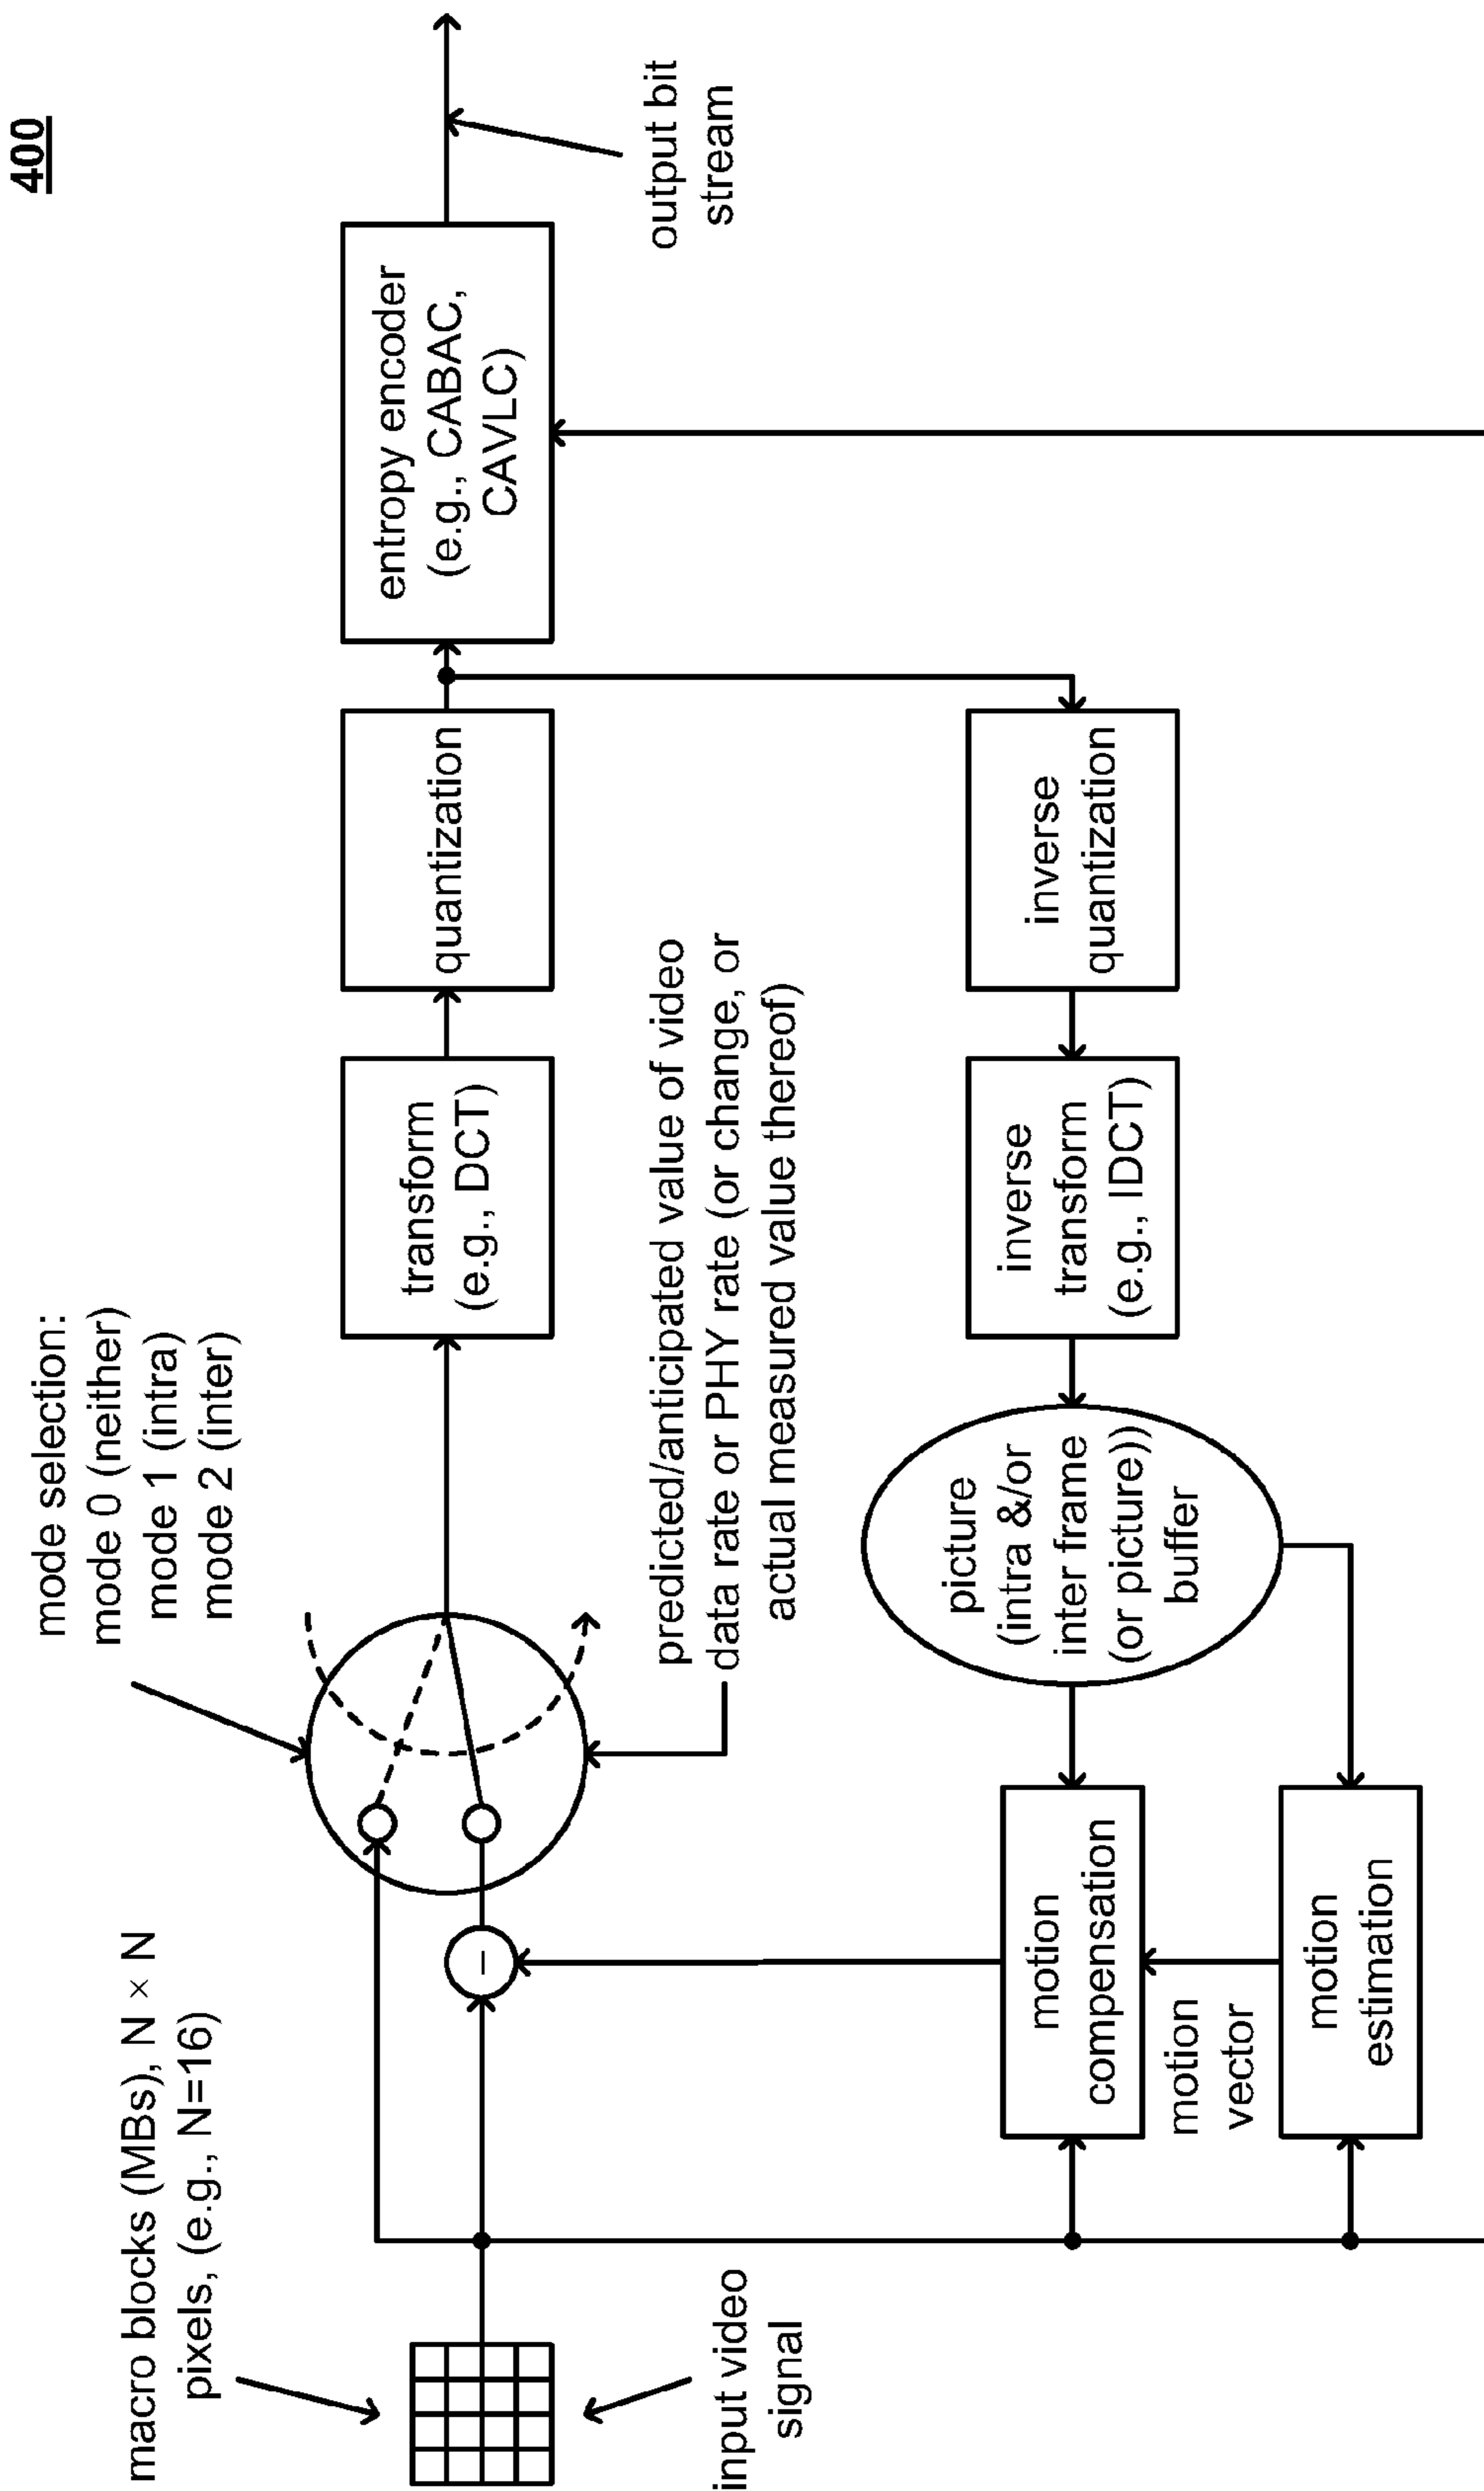 400
mode selection:
mode 0 (neither)
mode 1 (intra)
mode 2 (inter)
macro blocks (MBs), N × N
pixels, (e.g., N=16)
input video
signal
−
transform
(e.g., DCT)
quantization
entropy encoder
(e.g., CABAC,
CAVLC)
output bit
stream
predicted/anticipated value of video
data rate or PHY rate (or change, or
actual measured value thereof)
motion
compensation
motion
vector
motion
estimation
picture
(intra &/or
inter frame
(or picture))
buffer
inverse
transform
(e.g., IDCT)
inverse
quantization